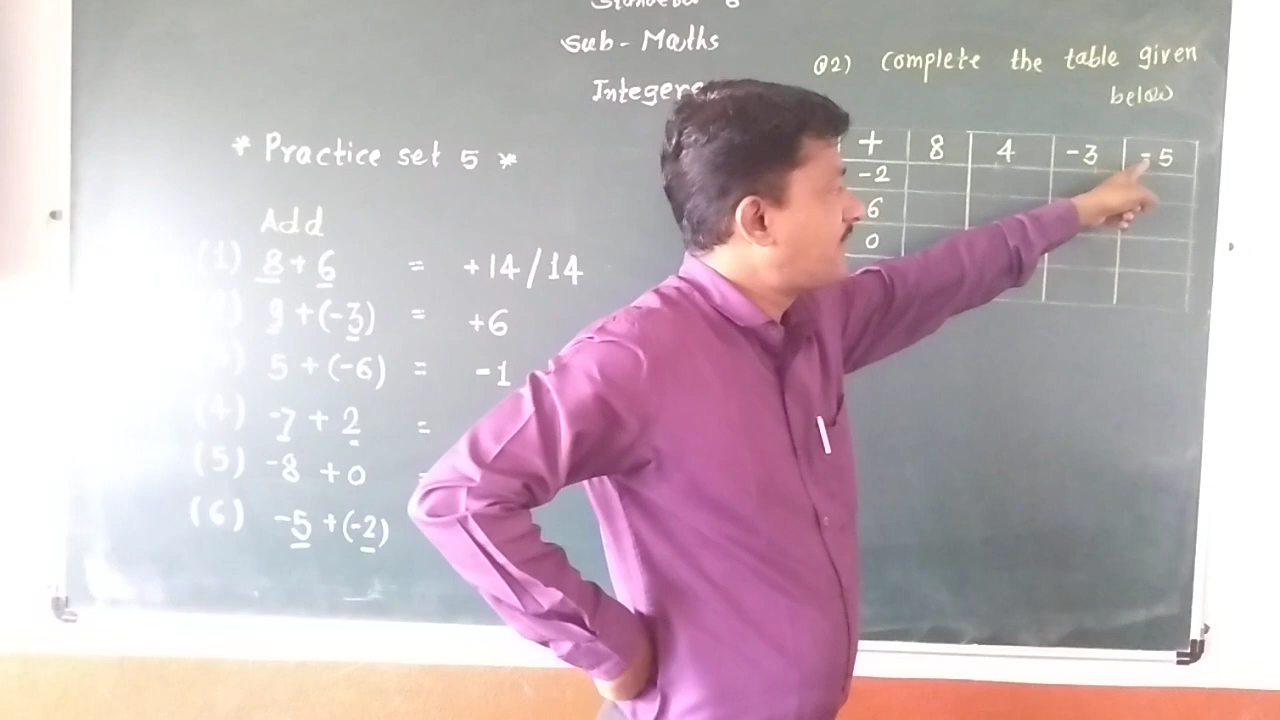 Standard 6
Sub - Maths
Integers
* Practice set 5 *
Add
(1) 8 + 6 = +14/14
9 + (-3) = +6
5 + (-6) = -1
(4) -7 + 2 =
(5) -8 + 0 =
(6) -5 + (-2)
Q2) Complete the table given
below
+ 8 4 -3 -5
-2
6
0